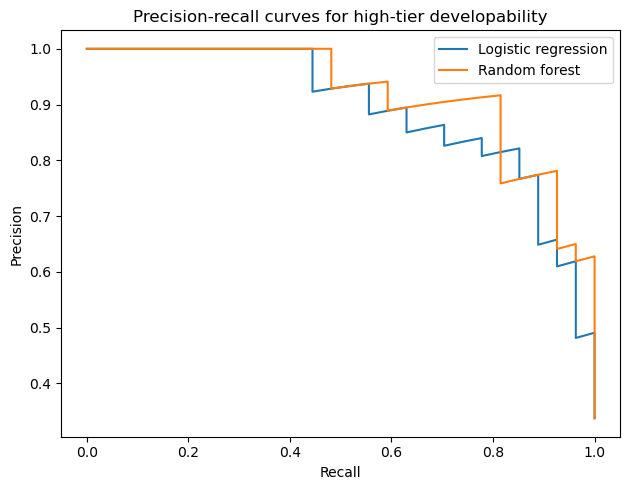 Precision-recall curves for high-tier developability
Logistic regression
Random forest
Precision
1.0
0.9
0.8
0.7
0.6
0.5
0.4
0.0 0.2 0.4 0.6 0.8 1.0
Recall